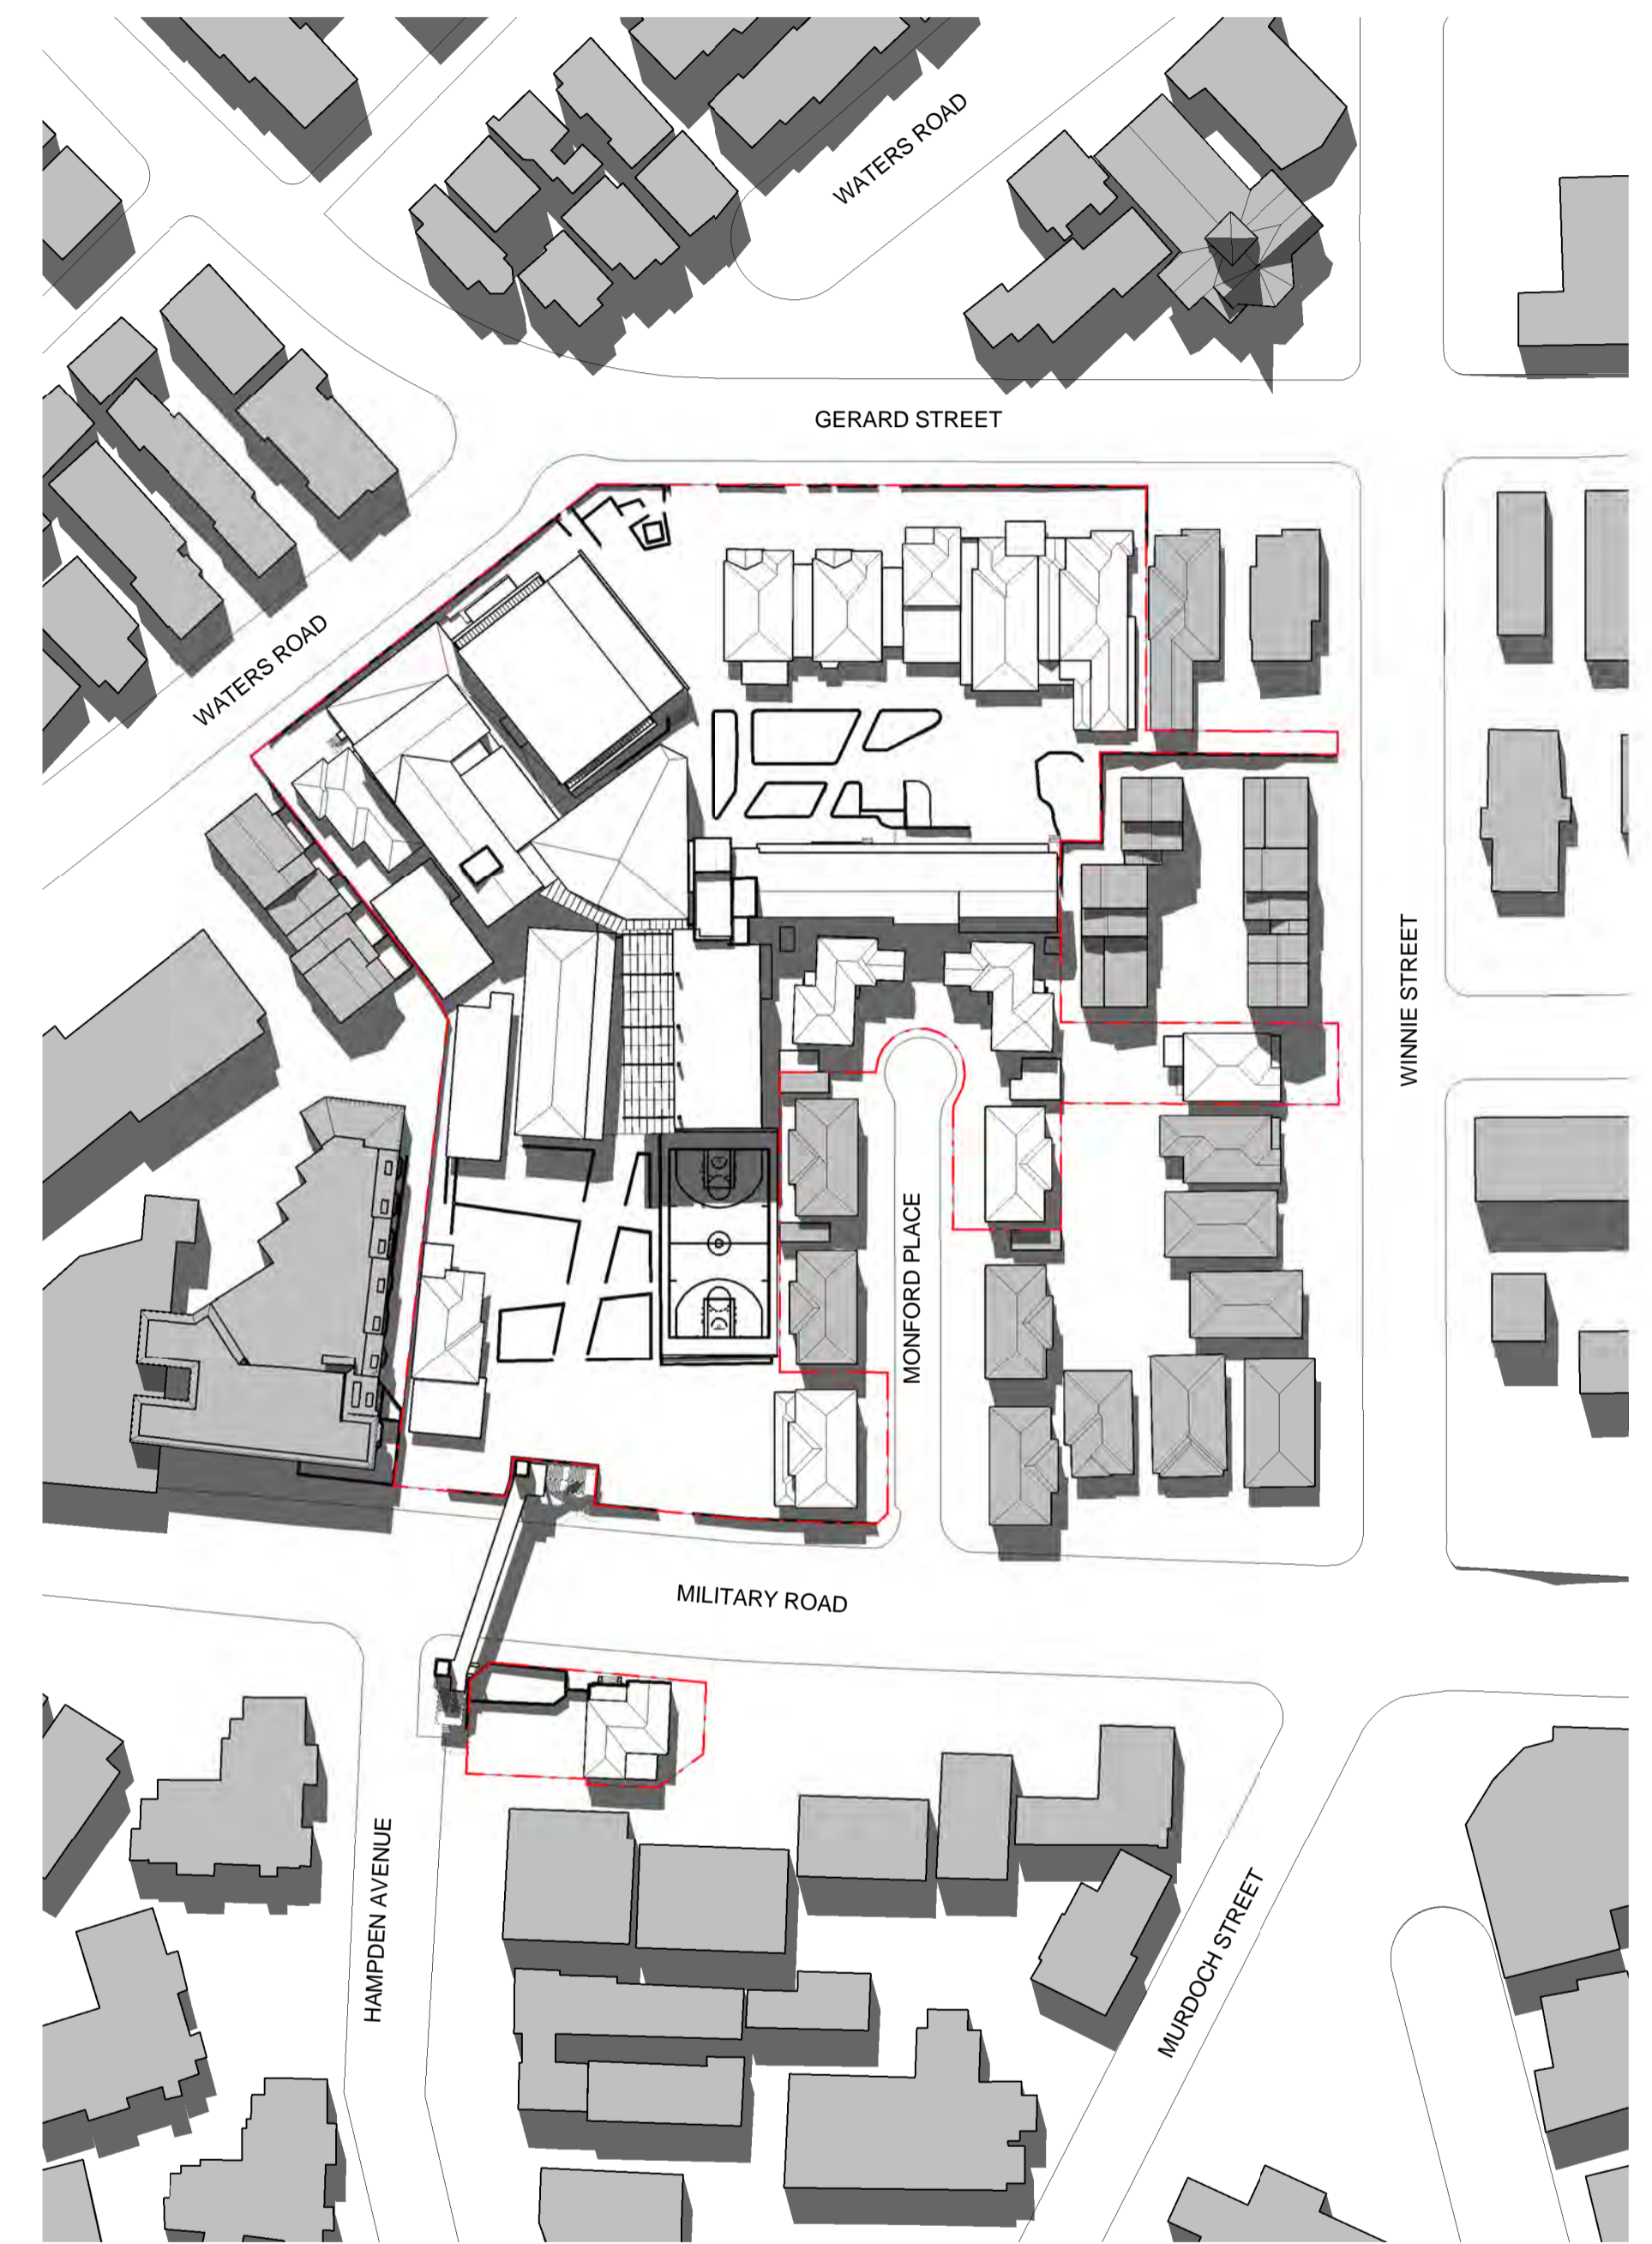 WATERS ROAD
GERARD STREET
WATERS ROAD
WINNIE STREET
MONFORD PLACE
MILITARY ROAD
HAMPDEN AVENUE
MURDOCH STREET